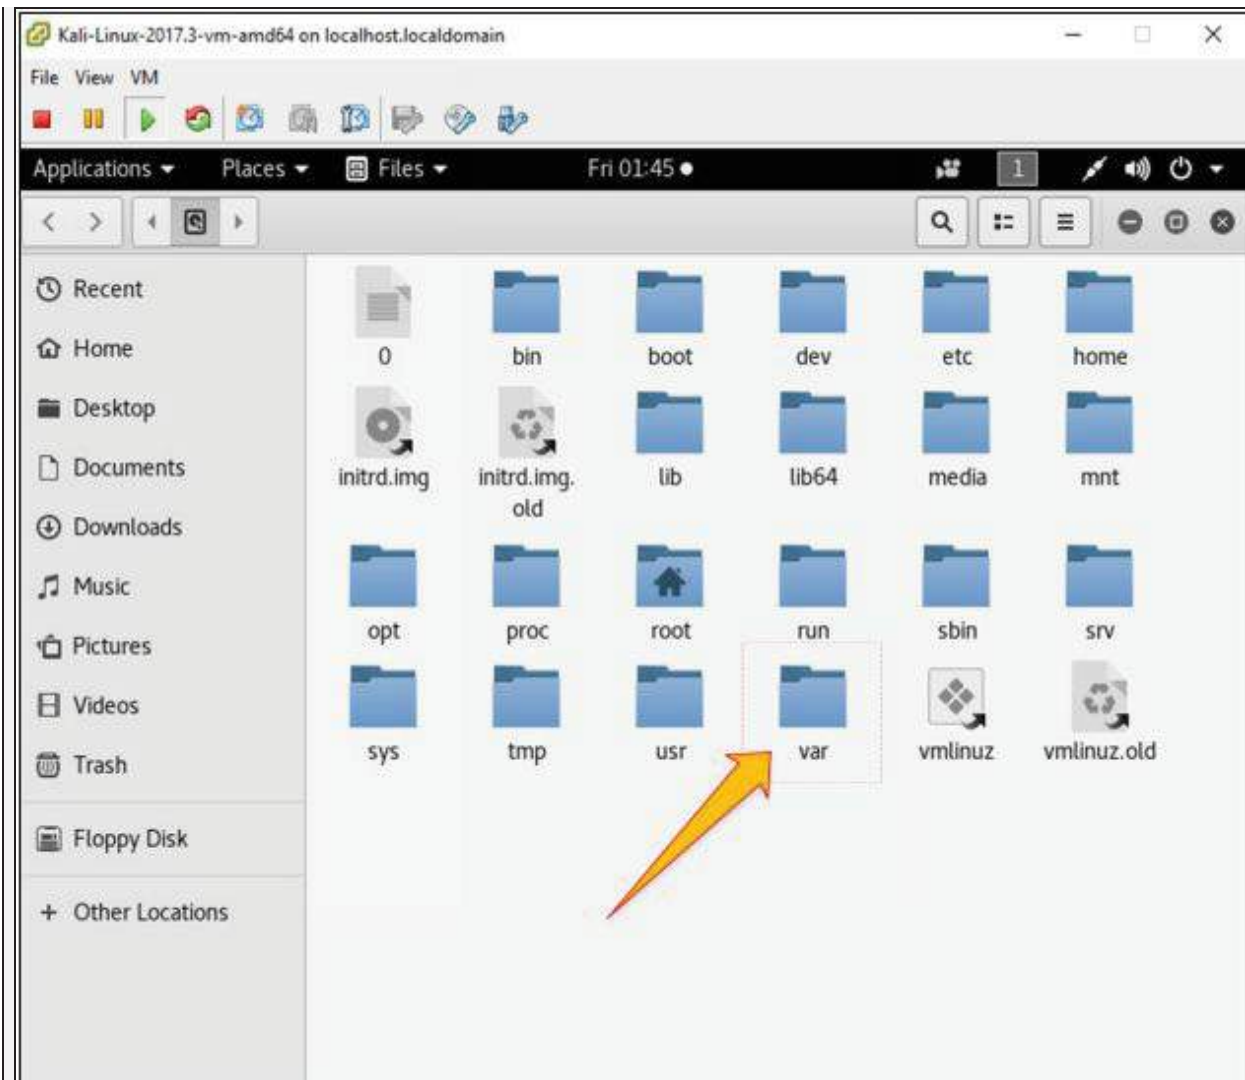 Kali-Linux-2017.3-vm-amd64 on localhost.localdomain
File View VM
Applications Places Files Fri 01:45 1
Recent
Home
Desktop
Documents
Downloads
Music
Pictures
Videos
Trash
Floppy Disk
+ Other Locations
0 bin boot dev etc home
initrd.img initrd.img. lib lib64 media mnt
old
opt proc root run sbin srv
sys tmp usr var vmlinuz vmlinuz.old